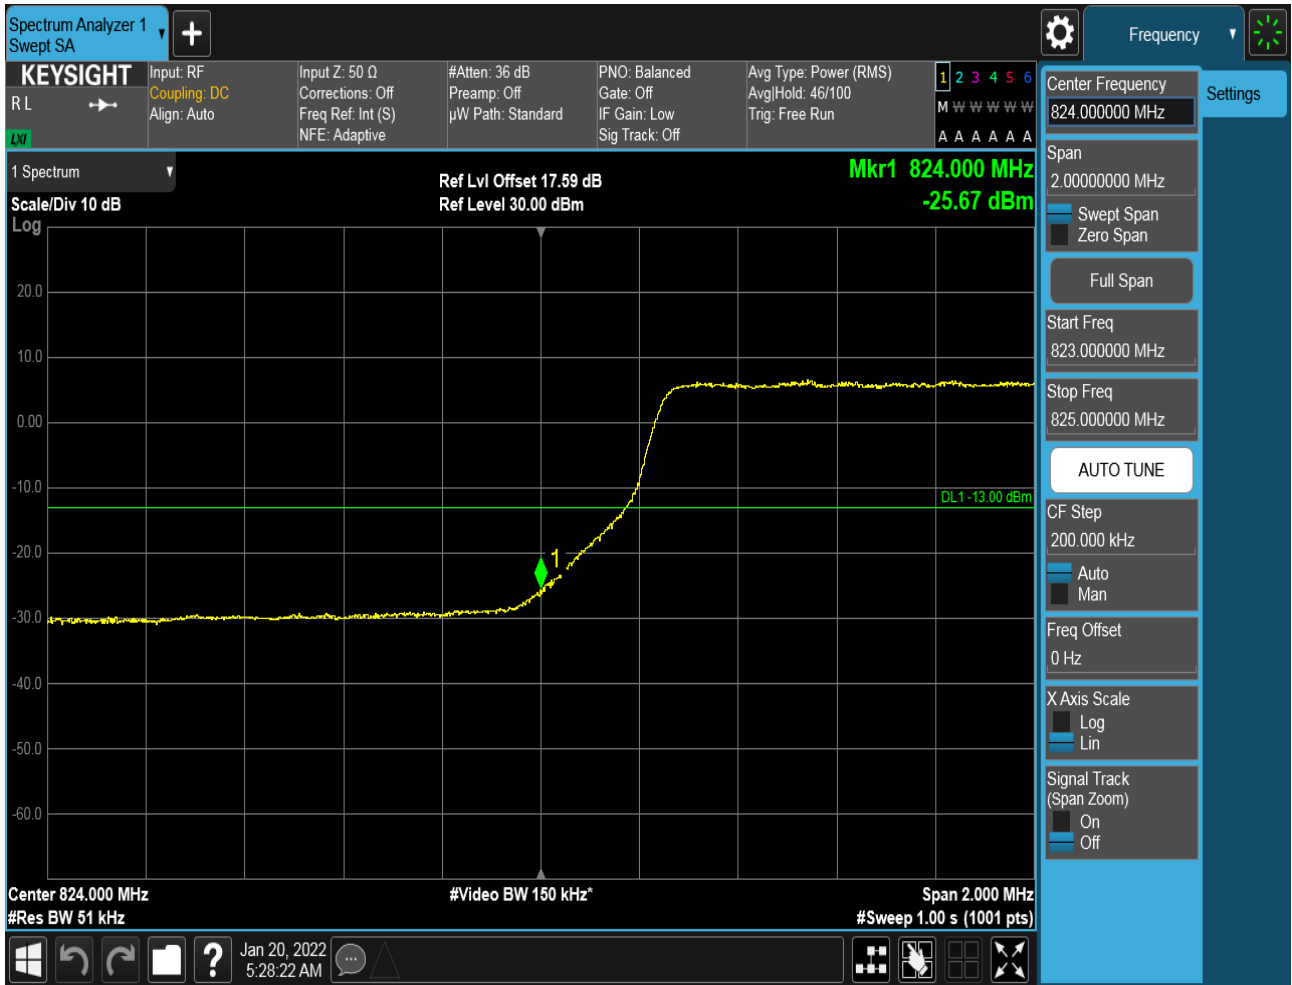 Spectrum Analyzer 1
Swept SA
Frequency
KEYSIGHT
R L
LXI
Input: RF
Coupling: DC
Align: Auto
Input Z: 50 Ω
Corrections: Off
Freq Ref: Int (S)
NFE: Adaptive
#Atten: 36 dB
Preamp: Off
µW Path: Standard
PNO: Balanced
Gate: Off
IF Gain: Low
Sig Track: Off
Avg Type: Power (RMS)
Avg|Hold: 46/100
Trig: Free Run
1 2 3 4 5 6
M W W W W W
A A A A A A
1 Spectrum
Scale/Div 10 dB
Log
Ref Lvl Offset 17.59 dB
Ref Level 30.00 dBm
Mkr1 824.000 MHz
-25.67 dBm
20.0
10.0
0.00
-10.0
DL1 -13.00 dBm
-20.0
1
-30.0
-40.0
-50.0
-60.0
Center 824.000 MHz
#Video BW 150 kHz*
Span 2.000 MHz
#Res BW 51 kHz
#Sweep 1.00 s (1001 pts)
?
Jan 20, 2022
5:28:22 AM
Center Frequency
824.000000 MHz
Settings
Span
2.00000000 MHz
Swept Span
Zero Span
Full Span
Start Freq
823.000000 MHz
Stop Freq
825.000000 MHz
AUTO TUNE
CF Step
200.000 kHz
Auto
Man
Freq Offset
0 Hz
X Axis Scale
Log
Lin
Signal Track
(Span Zoom)
On
Off